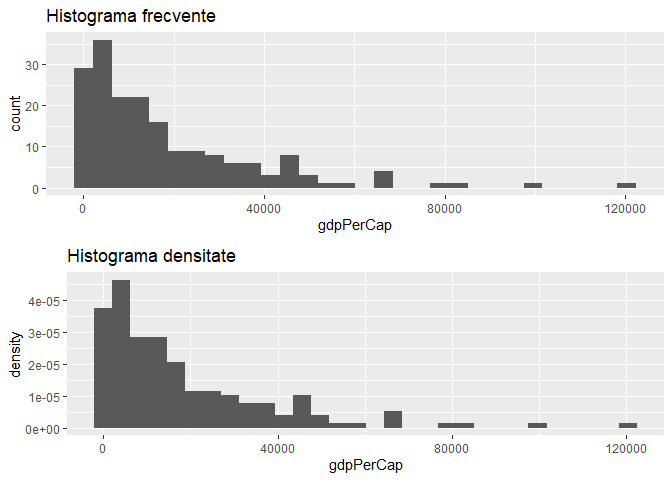 Histograma frecvente
30
20
10
0
count
0 40000 80000 120000
gdpPerCap
Histograma densitate
4e-05
3e-05
2e-05
1e-05
0e+00
density
0 40000 80000 120000
gdpPerCap